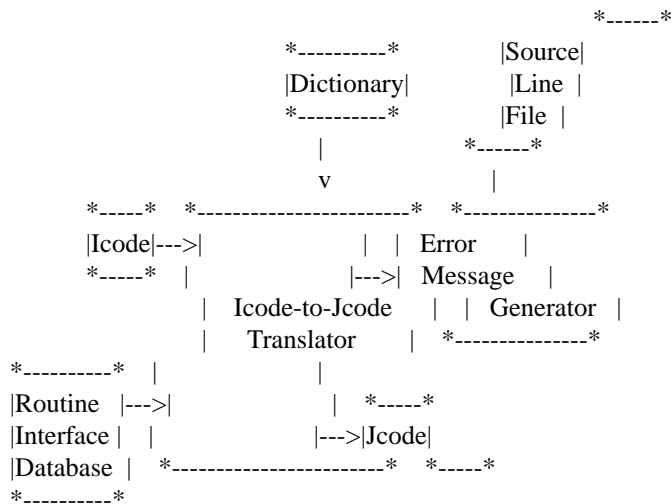 *------*
*----------* |Source|
|Dictionary| |Line |
*----------* |File |
| *------*
v |
*-----* *------------------------* *---------------*
|Icode|--->| | | Error |
*-----* | |--->| Message |
| Icode-to-Jcode | | Generator |
| Translator | *---------------*
*----------* | |
|Routine |--->| | *-----*
|Interface | | |--->|Jcode|
|Database | *------------------------* *-----*
*----------*